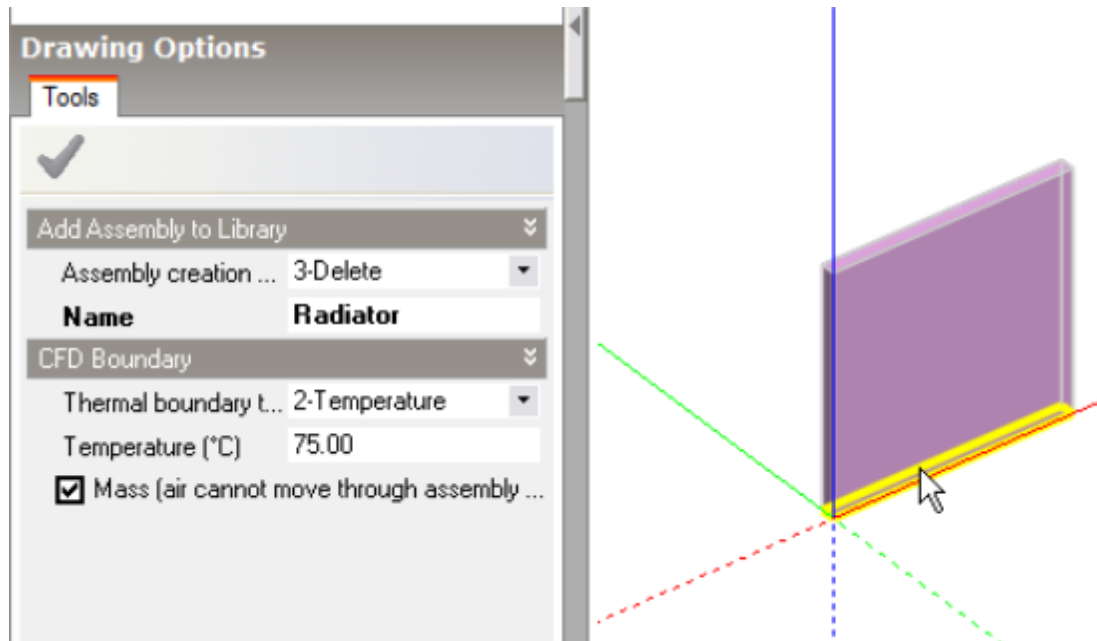 Drawing Options
Tools
Add Assembly to Library
Assembly creation ... 3-Delete
Name Radiator
CFD Boundary
Thermal boundary t... 2-Temperature
Temperature (°C) 75.00
Mass (air cannot move through assembly ...